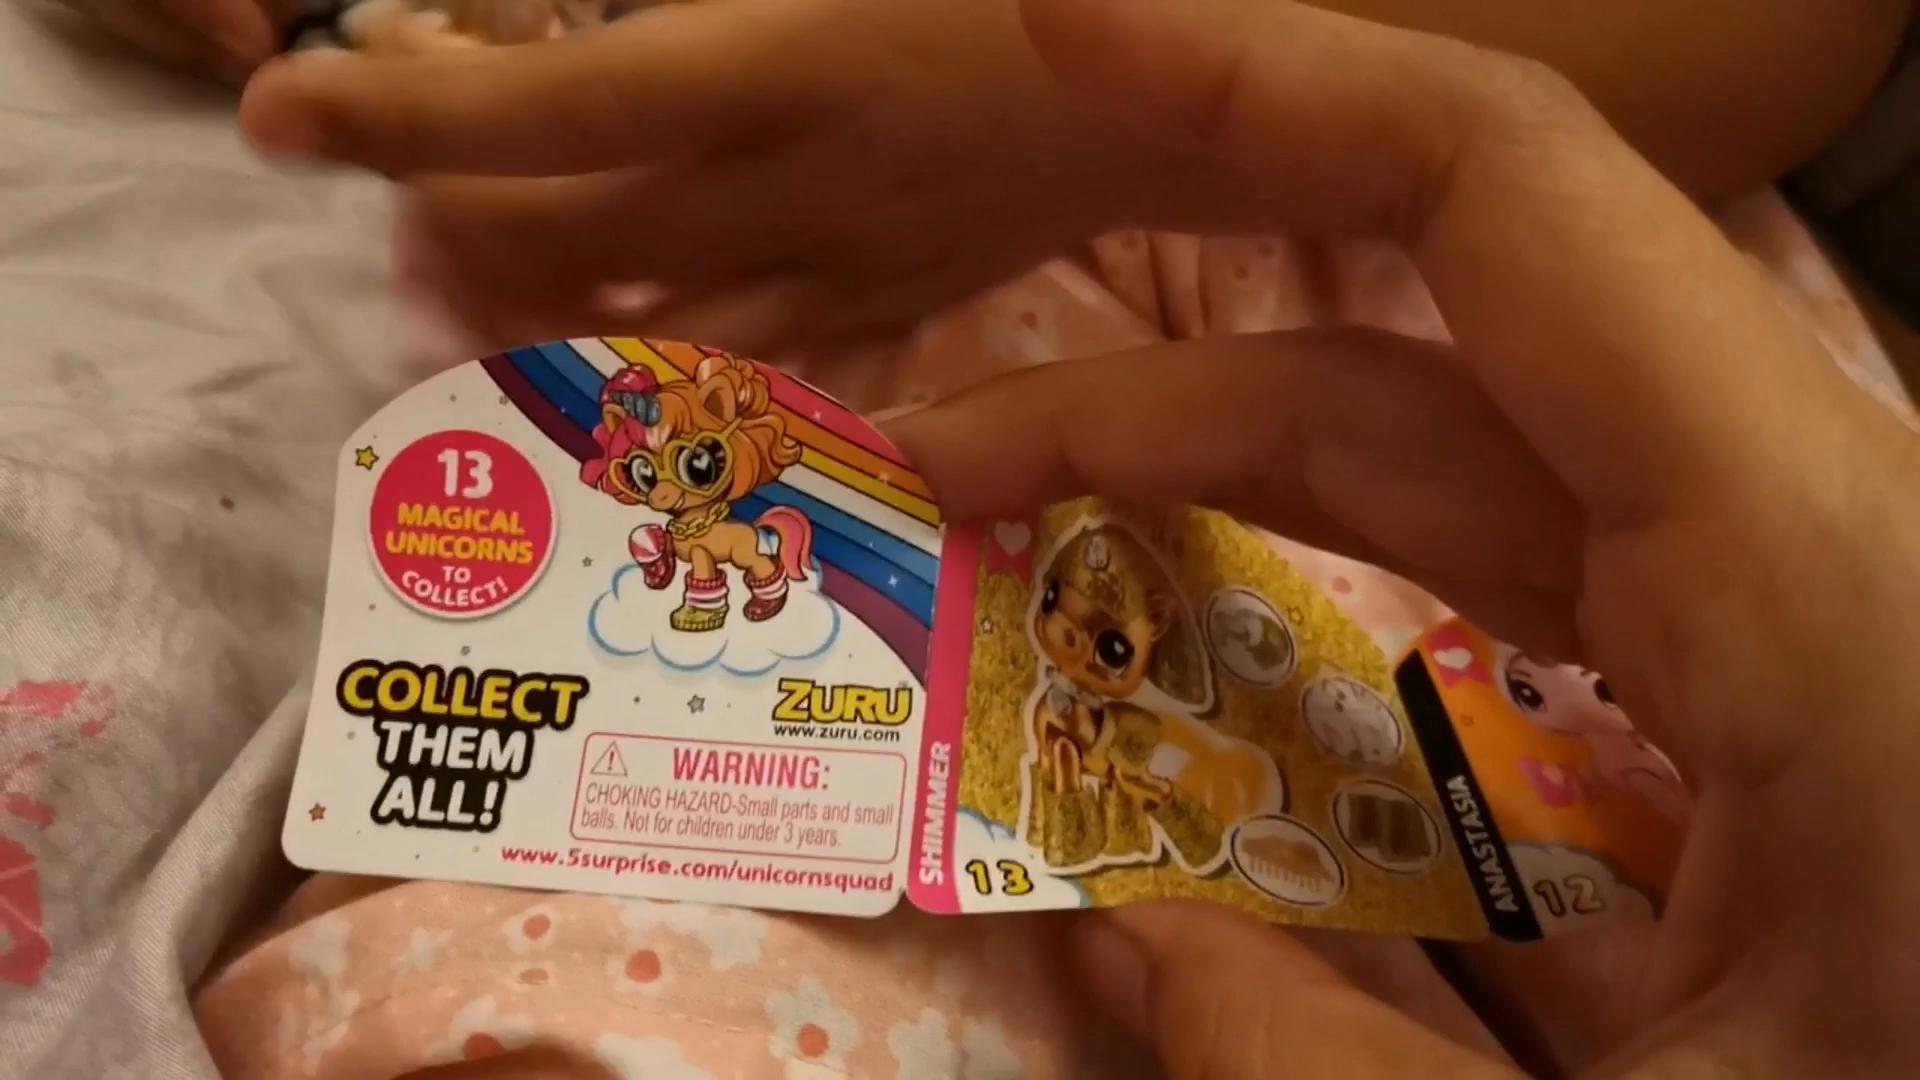 13
MAGICAL
UNICORNS
TO
COLLECT!
COLLECT
THEM
ALL!
ZURU™
www.zuru.com
WARNING:
CHOKING HAZARD-Small parts and small
balls. Not for children under 3 years.
www.5surprise.com/unicornsquad
SHIMMER
13
ANASTASIA
12